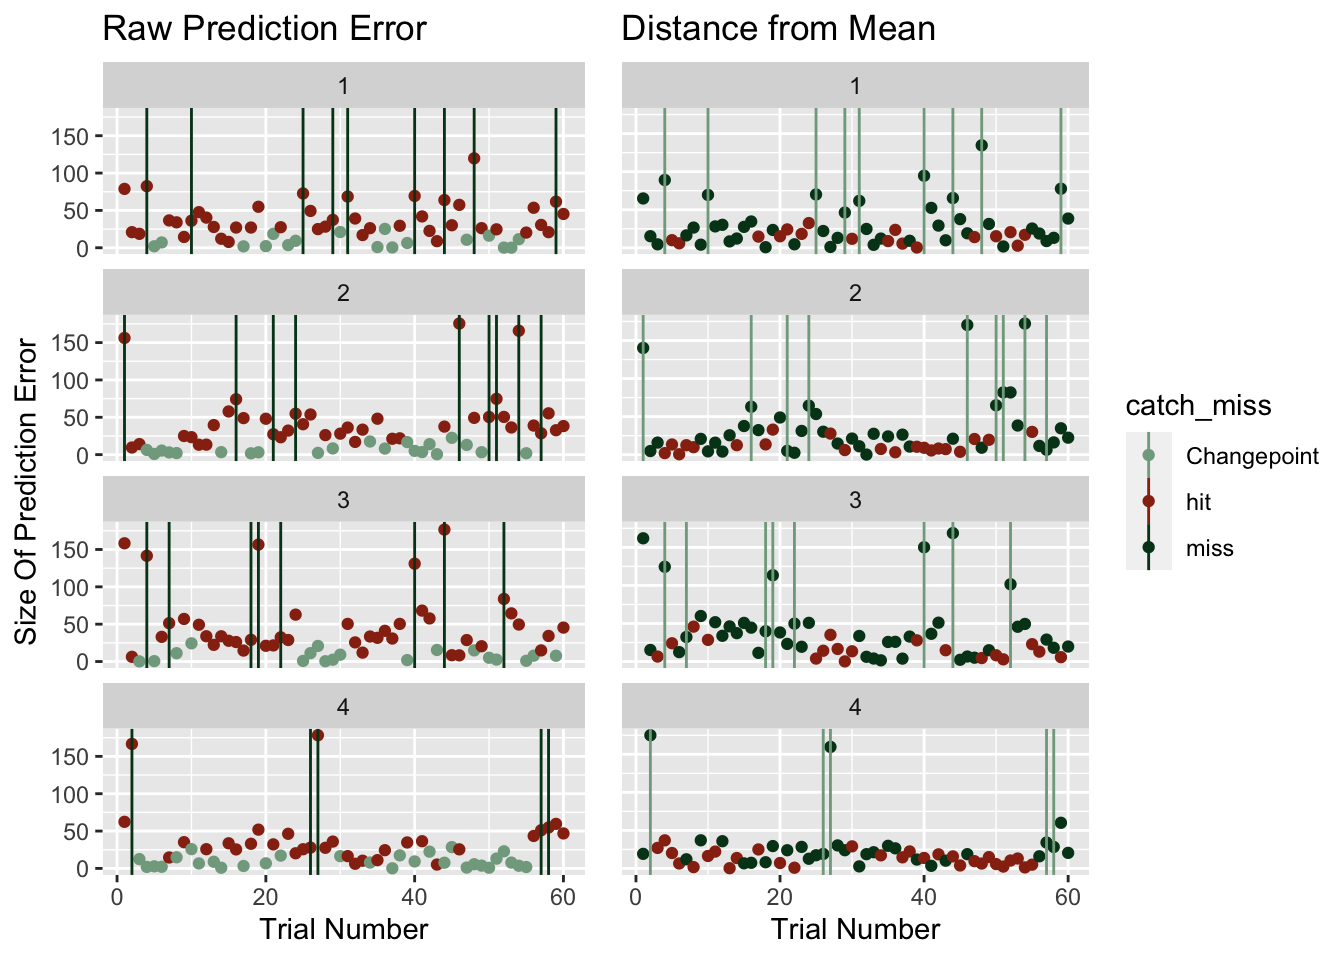 Raw Prediction Error
Distance from Mean
1
1
150
100
50
0
2
2
150
100
50
0
3
3
150
100
50
0
4
4
150
100
50
0
Size Of Prediction Error
0 20 40 60
0 20 40 60
Trial Number
Trial Number
catch_miss
Changepoint
hit
miss